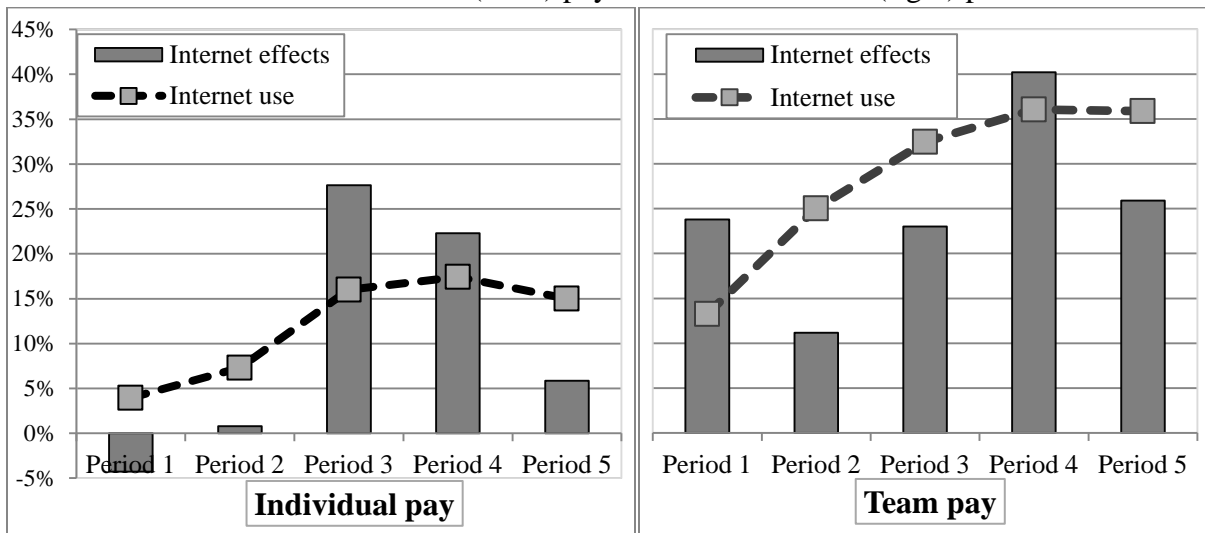 45%
40%
35%
30%
25%
20%
15%
10%
5%
0%
-5%
Internet effects
Internet use
Period 1 Period 2 Period 3 Period 4 Period 5
Individual pay
Internet effects
Internet use
Period 1 Period 2 Period 3 Period 4 Period 5
Team pay